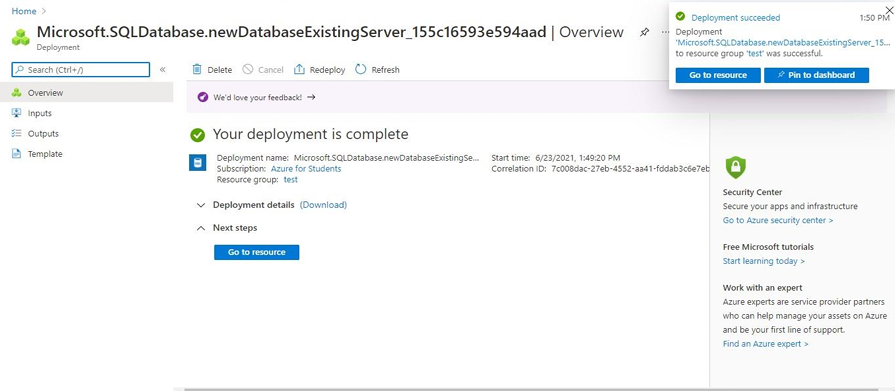 Home >
Microsoft.SQLDatabase.newDatabaseExistingServer_155c16593e594aad | Overview
Deployment
Deployment succeeded 1:50 PM
Deployment
'Microsoft.SQLDatabase.newDatabaseExistingServer_15...
to resource group 'test' was successful.
Go to resource Pin to dashboard
Search (Ctrl+/) «
Overview
Inputs
Outputs
Template
Delete Cancel Redeploy Refresh
We'd love your feedback! →
Your deployment is complete
Deployment name: Microsoft.SQLDatabase.newDatabaseExistingSe...
Subscription: Azure for Students
Resource group: test
Start time: 6/23/2021, 1:49:20 PM
Correlation ID: 7c008dac-27eb-4552-aa41-fddab3c6e7eb
Deployment details (Download)
Next steps
Go to resource
Security Center
Secure your apps and infrastructure
Go to Azure security center >
Free Microsoft tutorials
Start learning today >
Work with an expert
Azure experts are service provider partners
who can help manage your assets on Azure
and be your first line of support.
Find an Azure expert >